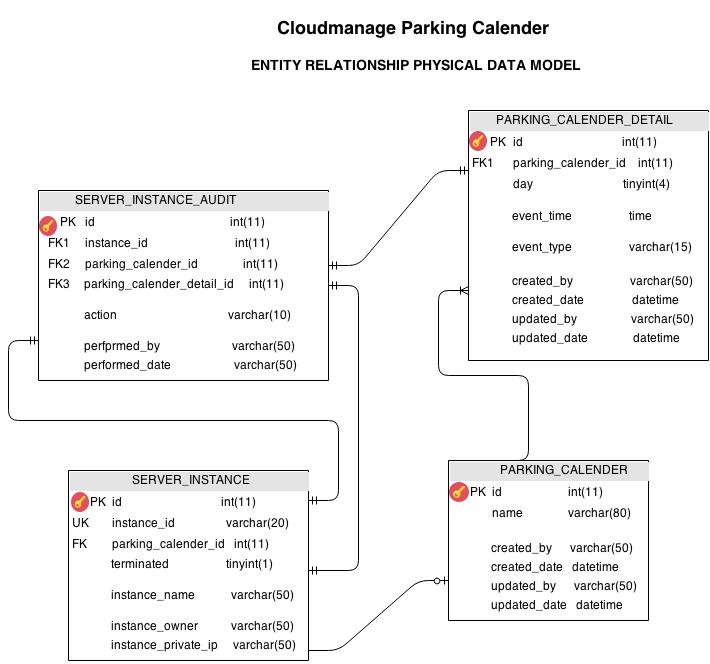 Cloudmanage Parking Calender
ENTITY RELATIONSHIP PHYSICAL DATA MODEL
PARKING_CALENDER_DETAIL
PK id int(11)
FK1 parking_calender_id int(11)
day tinyint(4)
event_time time
event_type varchar(15)
created_by varchar(50)
created_date datetime
updated_by varchar(50)
updated_date datetime
SERVER_INSTANCE_AUDIT
PK id int(11)
FK1 instance_id int(11)
FK2 parking_calender_id int(11)
FK3 parking_calender_detail_id int(11)
action varchar(10)
perfprmed_by varchar(50)
performed_date varchar(50)
SERVER_INSTANCE
PK id int(11)
UK instance_id varchar(20)
FK parking_calender_id int(11)
terminated tinyint(1)
instance_name varchar(50)
instance_owner varchar(50)
instance_private_ip varchar(50)
PARKING_CALENDER
PK id int(11)
name varchar(80)
created_by varchar(50)
created_date datetime
updated_by varchar(50)
updated_date datetime